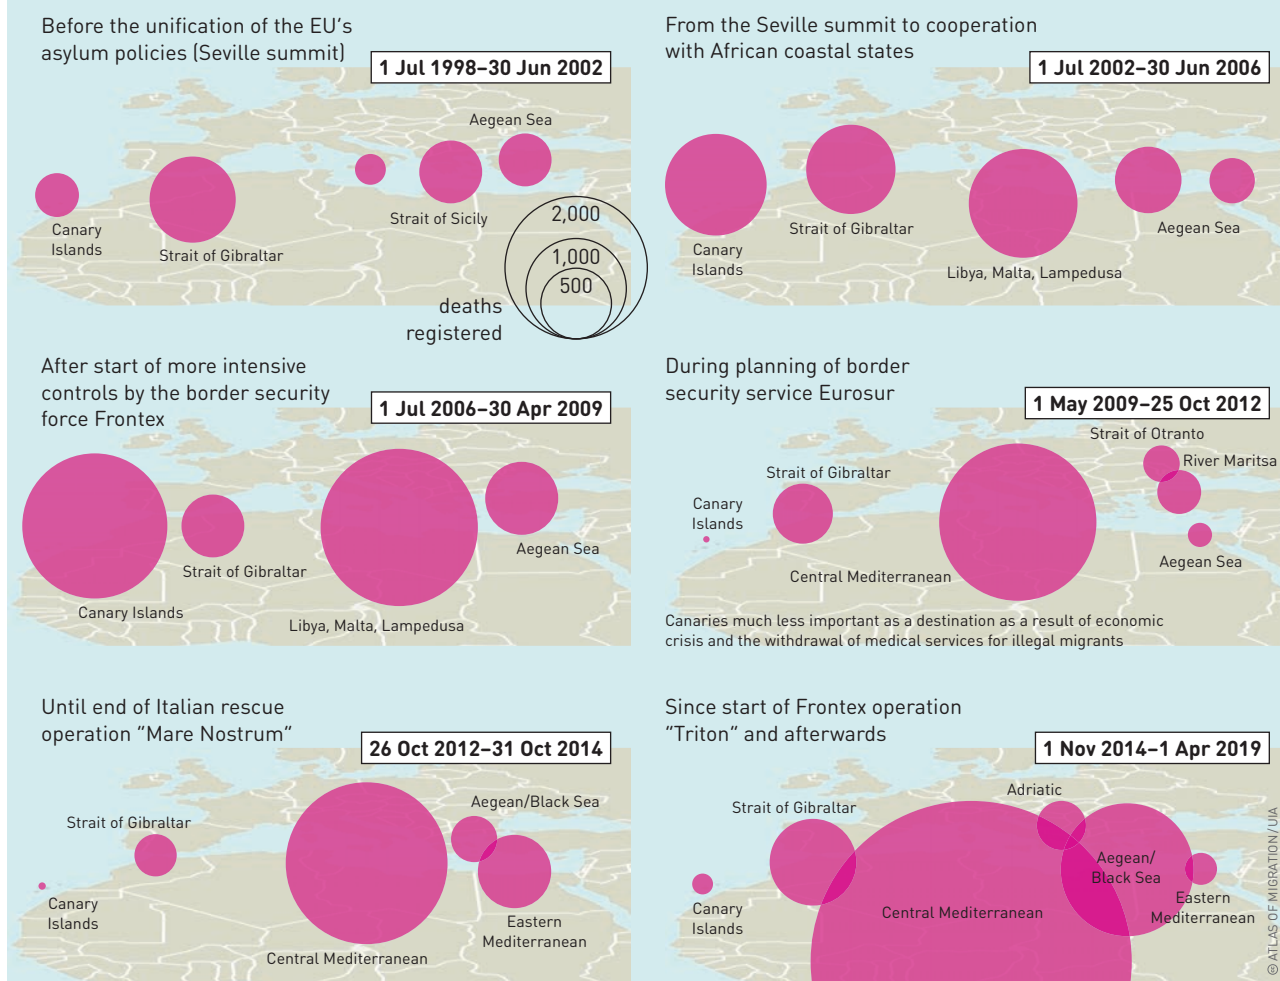 Before the unification of the EU’s
asylum policies (Seville summit)
1 Jul 1998–30 Jun 2002
Aegean Sea
Strait of Sicily
Canary
Islands
Strait of Gibraltar
2,000
1,000
500
deaths
registered
From the Seville summit to cooperation
with African coastal states
1 Jul 2002–30 Jun 2006
Strait of Gibraltar
Aegean Sea
Canary
Islands
Libya, Malta, Lampedusa
After start of more intensive
controls by the border security
force Frontex
1 Jul 2006–30 Apr 2009
Aegean Sea
Strait of Gibraltar
Canary Islands
Libya, Malta, Lampedusa
During planning of border
security service Eurosur
1 May 2009–25 Oct 2012
Strait of Otranto
River Maritsa
Strait of Gibraltar
Canary
Islands
Aegean Sea
Central Mediterranean
Canaries much less important as a destination as a result of economic
crisis and the withdrawal of medical services for illegal migrants
Until end of Italian rescue
operation “Mare Nostrum”
26 Oct 2012–31 Oct 2014
Aegean/Black Sea
Strait of Gibraltar
Canary
Islands
Eastern
Mediterranean
Central Mediterranean
Since start of Frontex operation
“Triton” and afterwards
1 Nov 2014–1 Apr 2019
Adriatic
Strait of Gibraltar
Aegean/
Black Sea
Canary
Islands
Central Mediterranean
Eastern
Mediterranean
ATLAS OF MIGRATION / UIA